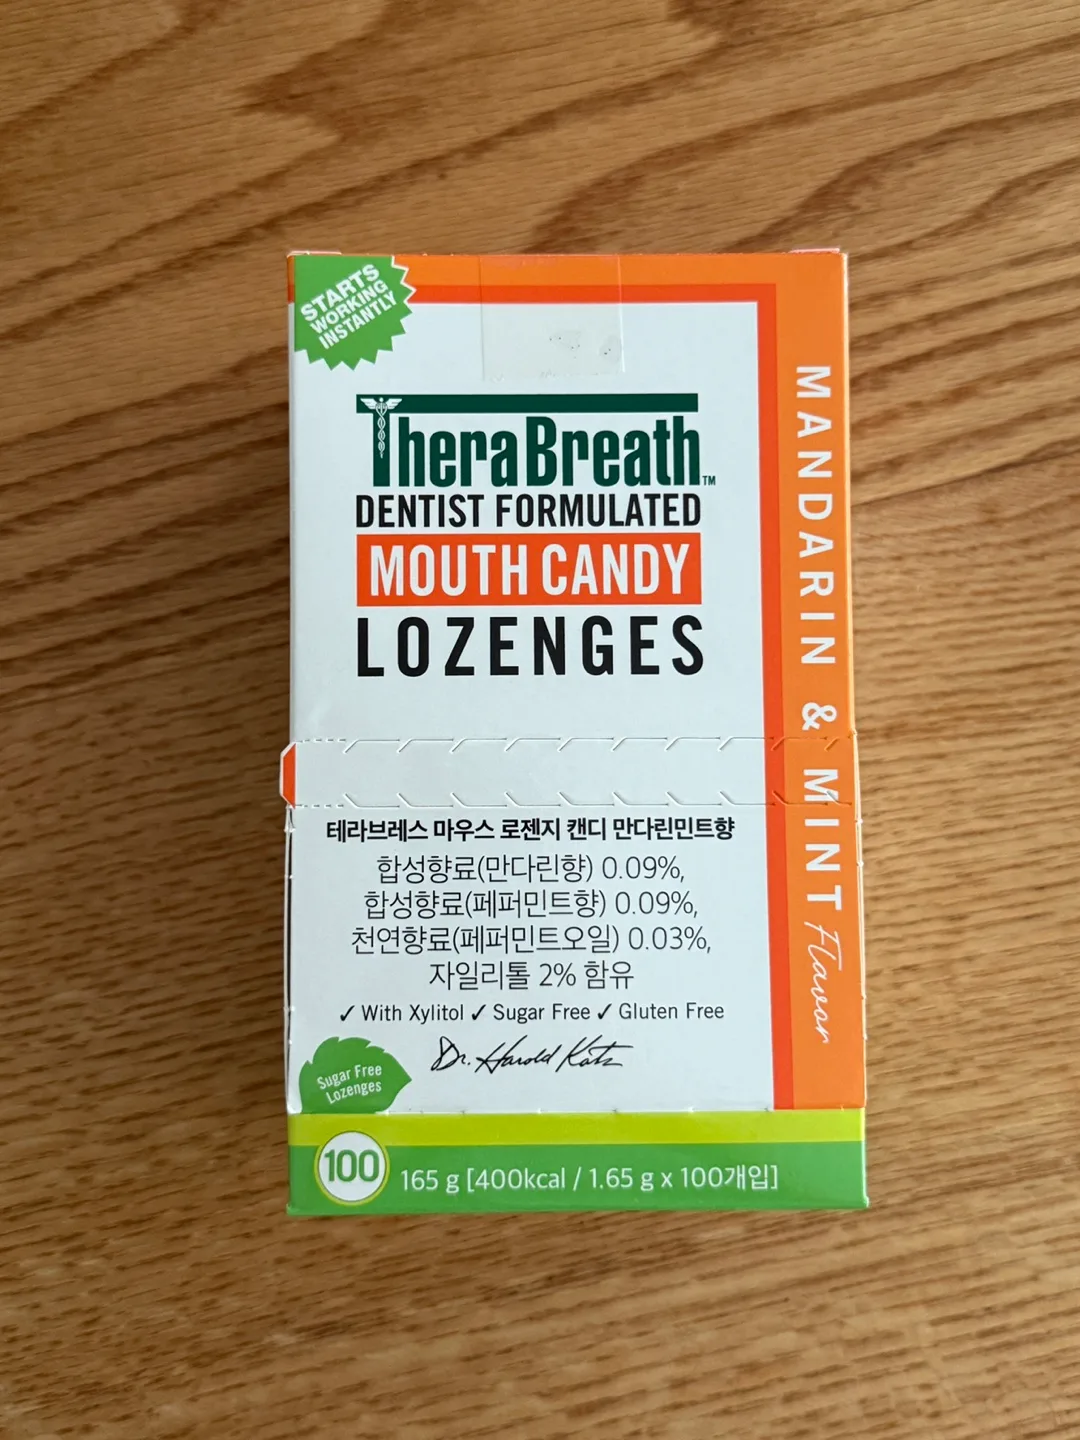 STARTS
WORKING
INSTANTLY
TheraBreath™
DENTIST FORMULATED
MOUTH CANDY
LOZENGES
MANDARIN & MINT Flavor
테라브레스 마우스 로젠지 캔디 만다린민트향
합성향료(만다린향) 0.09%,
합성향료(페퍼민트향) 0.09%,
천연향료(페퍼민트오일) 0.03%,
자일리톨 2% 함유
✓ With Xylitol ✓ Sugar Free ✓ Gluten Free
Dr. Harold Katz
Sugar Free
Lozenges
100
165 g [400kcal / 1.65 g x 100개입]